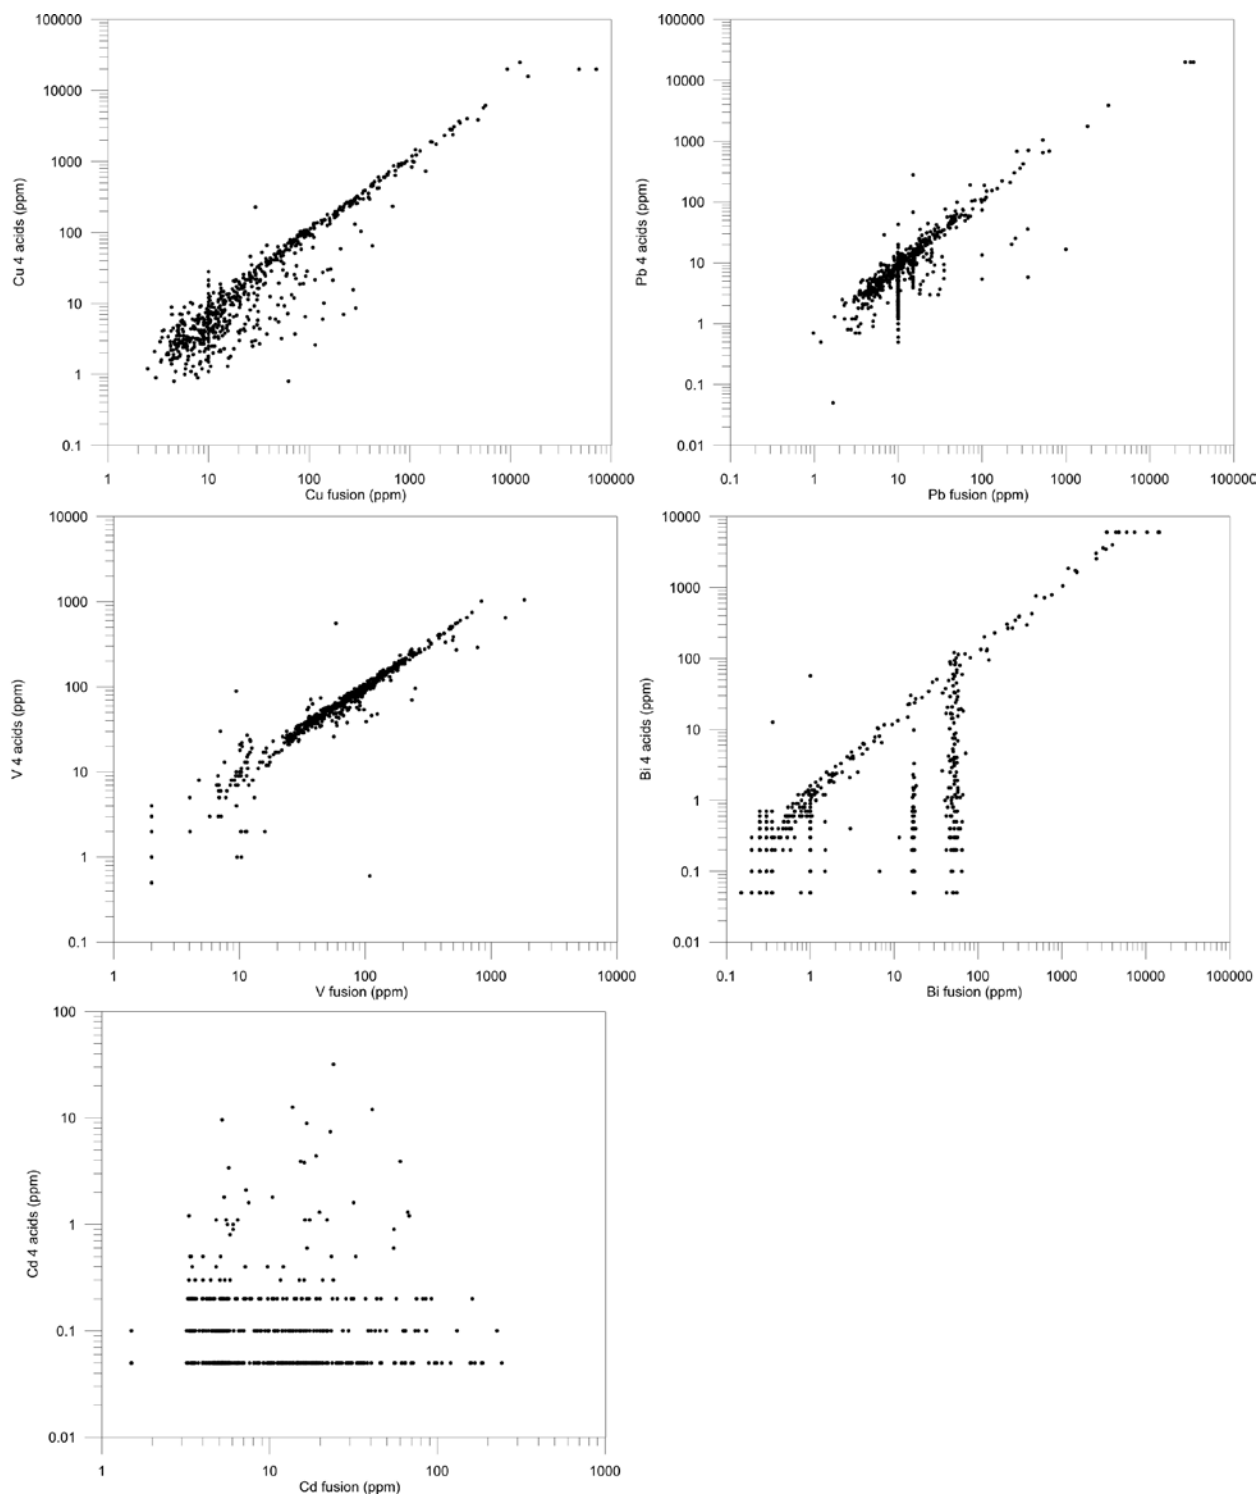 100000
10000
1000
100
10
1
0.1
Cu 4 acids (ppm)
1 10 100 1000 10000 100000
Cu fusion (ppm)
100000
10000
1000
100
10
1
0.1
0.01
Pb 4 acids (ppm)
0.1 1 10 100 1000 10000 100000
Pb fusion (ppm)
10000
1000
100
10
1
0.1
V 4 acids (ppm)
1 10 100 1000 10000
V fusion (ppm)
10000
1000
100
10
1
0.1
0.01
Bi 4 acids (ppm)
0.1 1 10 100 1000 10000 100000
Bi fusion (ppm)
100
10
1
0.1
0.01
Cd 4 acids (ppm)
1 10 100 1000
Cd fusion (ppm)